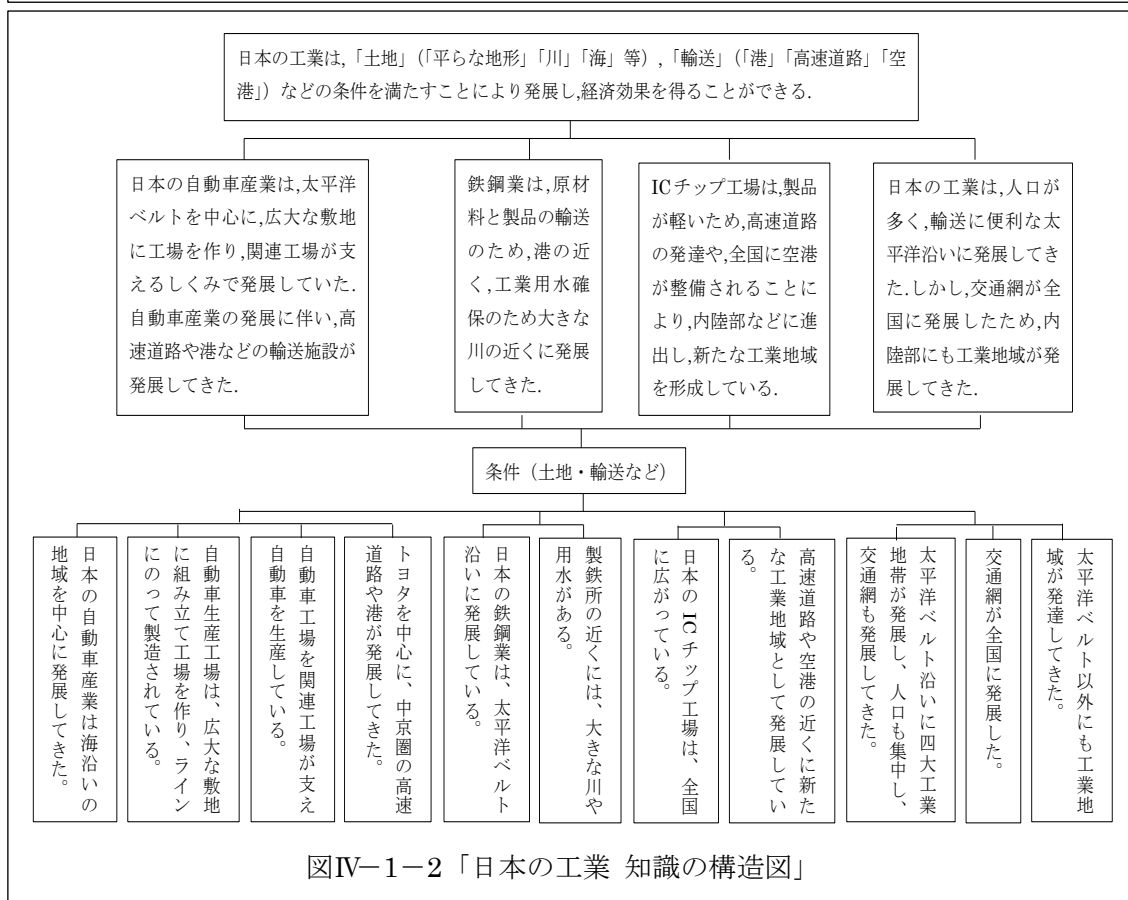 日本の工業は,「土地」(「平らな地形」「川」「海」等),「輸送」(「港」「高速道路」「空
港」)などの条件を満たすことにより発展し,経済効果を得ることができる.
日本の自動車産業は,太平洋
ベルトを中心に,広大な敷地
に工場を作り,関連工場が支
えるしくみで発展していた.
自動車産業の発展に伴い,高
速道路や港などの輸送施設が
発展してきた.
鉄鋼業は,原材
料と製品の輸送
のため,港の近
く,工業用水確
保のため大きな
川の近くに発展
してきた.
ICチップ工場は,製品
が軽いため,高速道路
の発達や,全国に空港
が整備されることに
より,内陸部などに進
出し,新たな工業地域
を形成している.
日本の工業は,人口が
多く,輸送に便利な太
平洋沿いに発展してき
た.しかし,交通網が全
国に発展したため,内
陸部にも工業地域が発
展してきた.
条件(土地・輸送など)
日本の自動車産業は海沿いの
地域を中心に発展してきた。
自動車生産工場は、広大な敷地
に組み立て工場を作り、ライン
にのって製造されている。
自動車工場を関連工場が支え
自動車を生産している。
トヨタを中心に、中京圏の高速
道路や港が発展してきた。
日本の鉄鋼業は、太平洋ベルト
沿いに発展している。
製鉄所の近くには、大きな川や
用水がある。
日本のICチップ工場は、全国
に広がっている。
高速道路や空港の近くに新た
な工業地域として発展してい
る。
太平洋ベルト沿いに四大工業
地帯が発展し、人口も集中し、
交通網も発展してきた。
交通網が全国に発展した。
太平洋ベルト以外にも工業地
域が発達してきた。
図Ⅳ−1−2「日本の工業 知識の構造図」